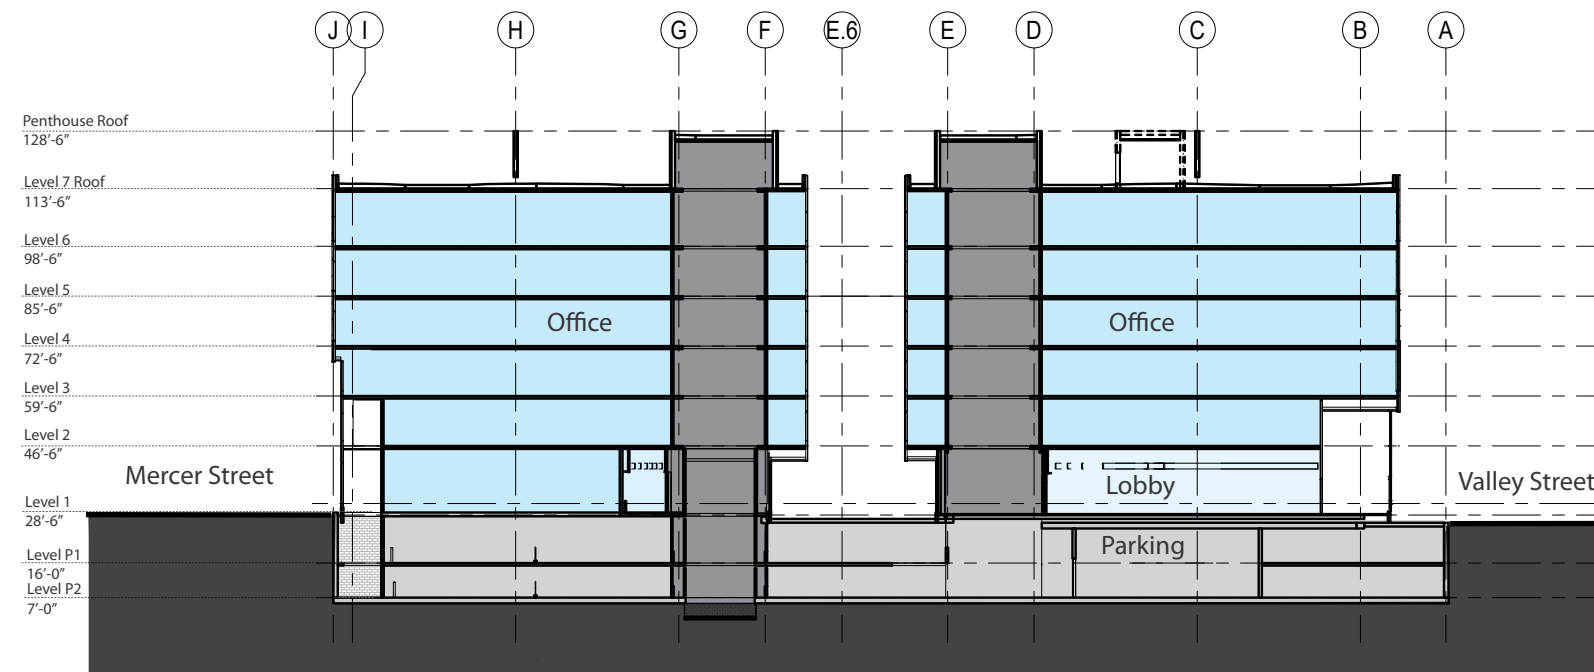 J I H G F E.6 E D C B A
Penthouse Roof
128’-6”
Level 7 Roof
113’-6”
Level 6
98’-6”
Level 5
85’-6”
Office Office
Level 4
72’-6”
Level 3
59’-6”
Level 2
46’-6”
Mercer Street Lobby Valley Street
Level 1
28’-6”
Parking
Level P1
16’-0”
Level P2
7’-0”